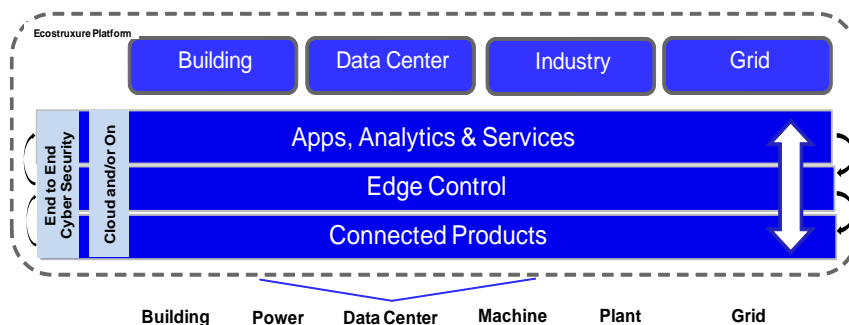 Ecostruxure Platform
Building
Data Center
Industry
Grid
End to End
Cyber Security
Cloud and/or On
Apps, Analytics & Services
Edge Control
Connected Products
Building
Power
Data Center
Machine
Plant
Grid